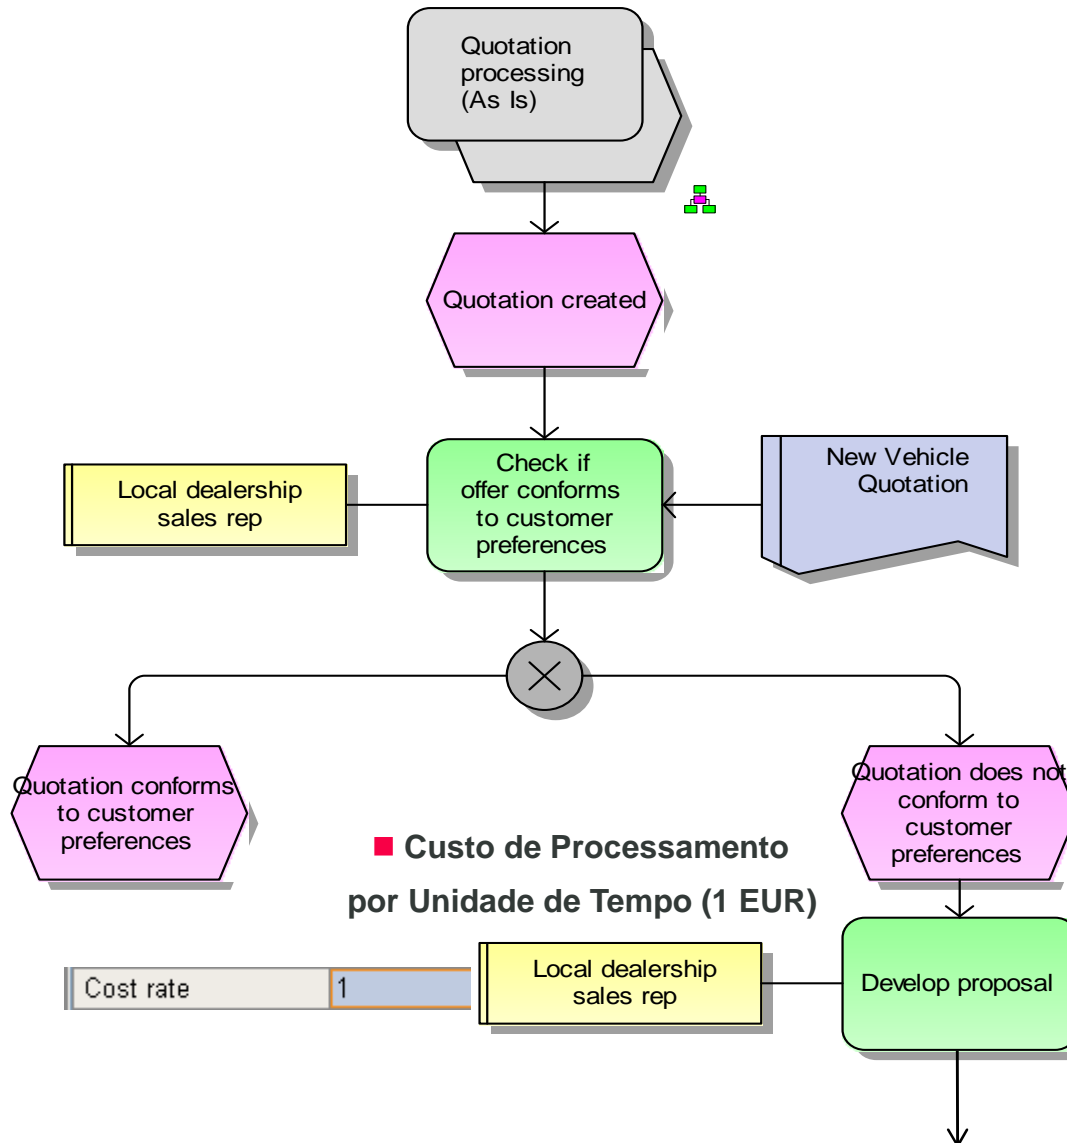 Quotation
processing
(As Is)
Quotation created
Local dealership
sales rep
Check if
offer conforms
to customer
preferences
New Vehicle
Quotation
Quotation conforms
to customer
preferences
Quotation does not
conform to
customer
preferences
Custo de Processamento
por Unidade de Tempo (1 EUR)
Cost rate 1
Local dealership
sales rep
Develop proposal